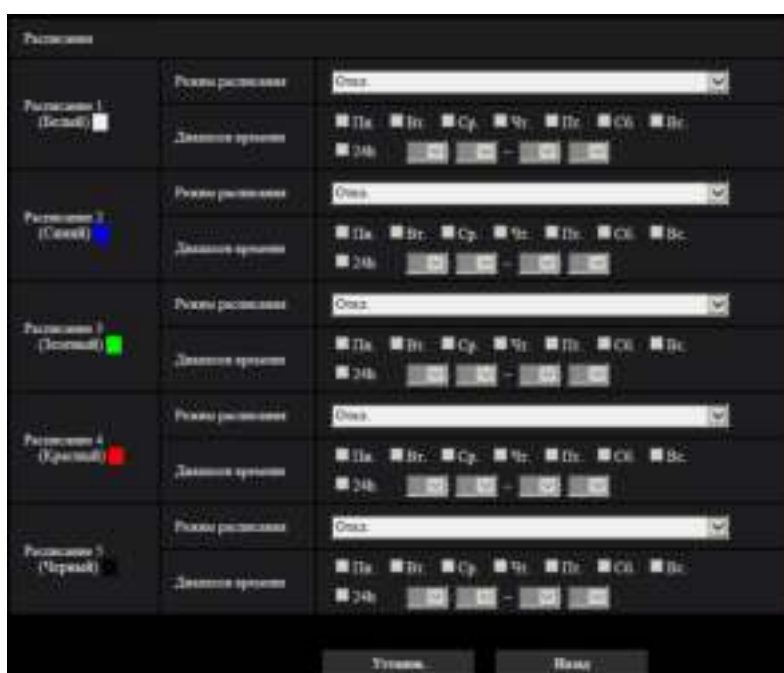 Расписание
Расписание 1
(Белый)
Режим расписания
Откл.
Диапазон времени
Пн. Вт. Ср. Чт. Пт. Сб. Вс.
24h –
Расписание 2
(Синий)
Режим расписания
Откл.
Диапазон времени
Пн. Вт. Ср. Чт. Пт. Сб. Вс.
24h –
Расписание 3
(Зеленый)
Режим расписания
Откл.
Диапазон времени
Пн. Вт. Ср. Чт. Пт. Сб. Вс.
24h –
Расписание 4
(Красный)
Режим расписания
Откл.
Диапазон времени
Пн. Вт. Ср. Чт. Пт. Сб. Вс.
24h –
Расписание 5
(Черный)
Режим расписания
Откл.
Диапазон времени
Пн. Вт. Ср. Чт. Пт. Сб. Вс.
24h –
Установ. Назад